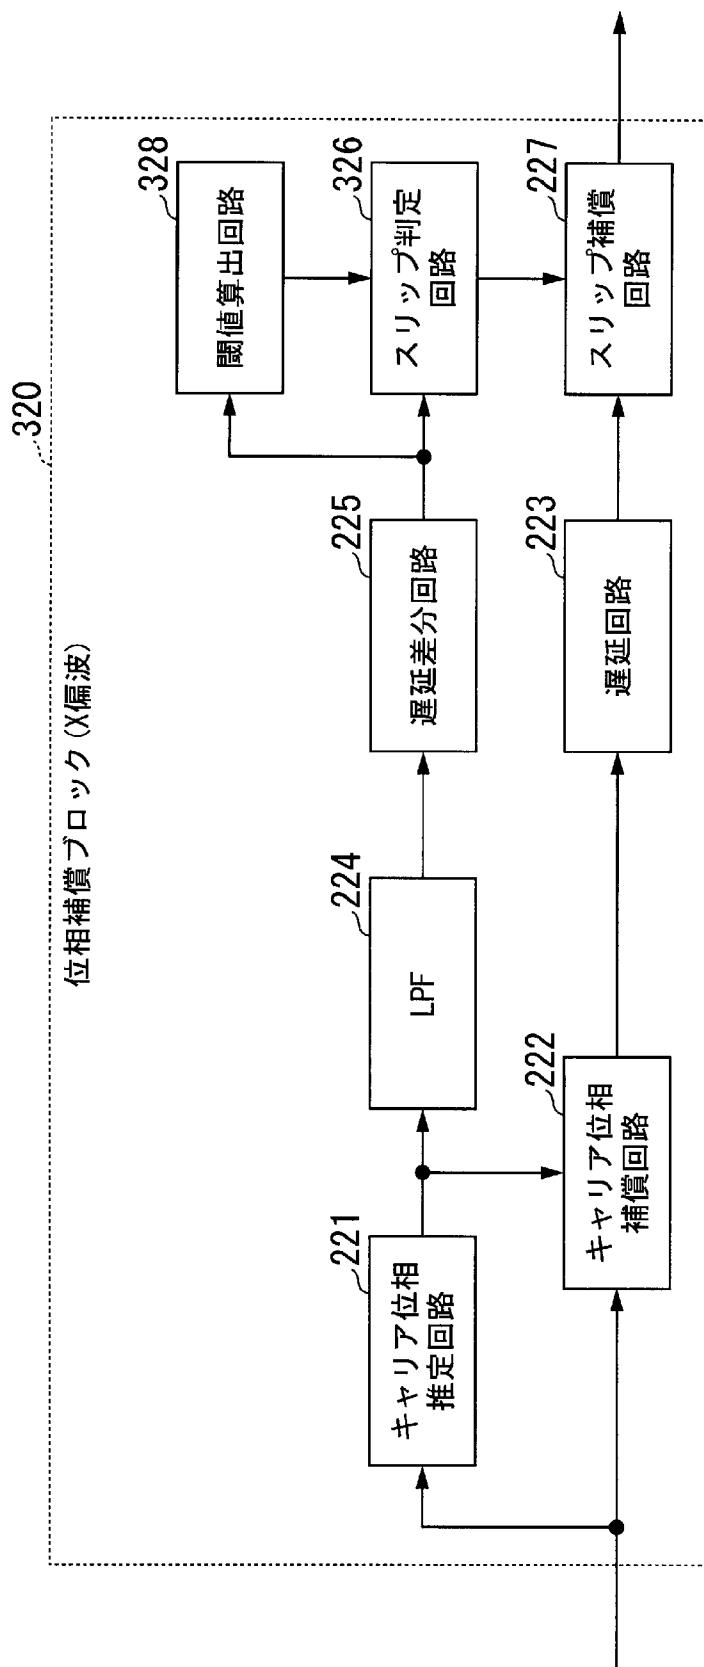 320
位相補償ブロック(X偏波)
221
キャリア位相
推定回路
224
LPF
225
遅延差分回路
328
閾値算出回路
326
スリップ判定
回路
222
キャリア位相
補償回路
223
遅延回路
227
スリップ補償
回路